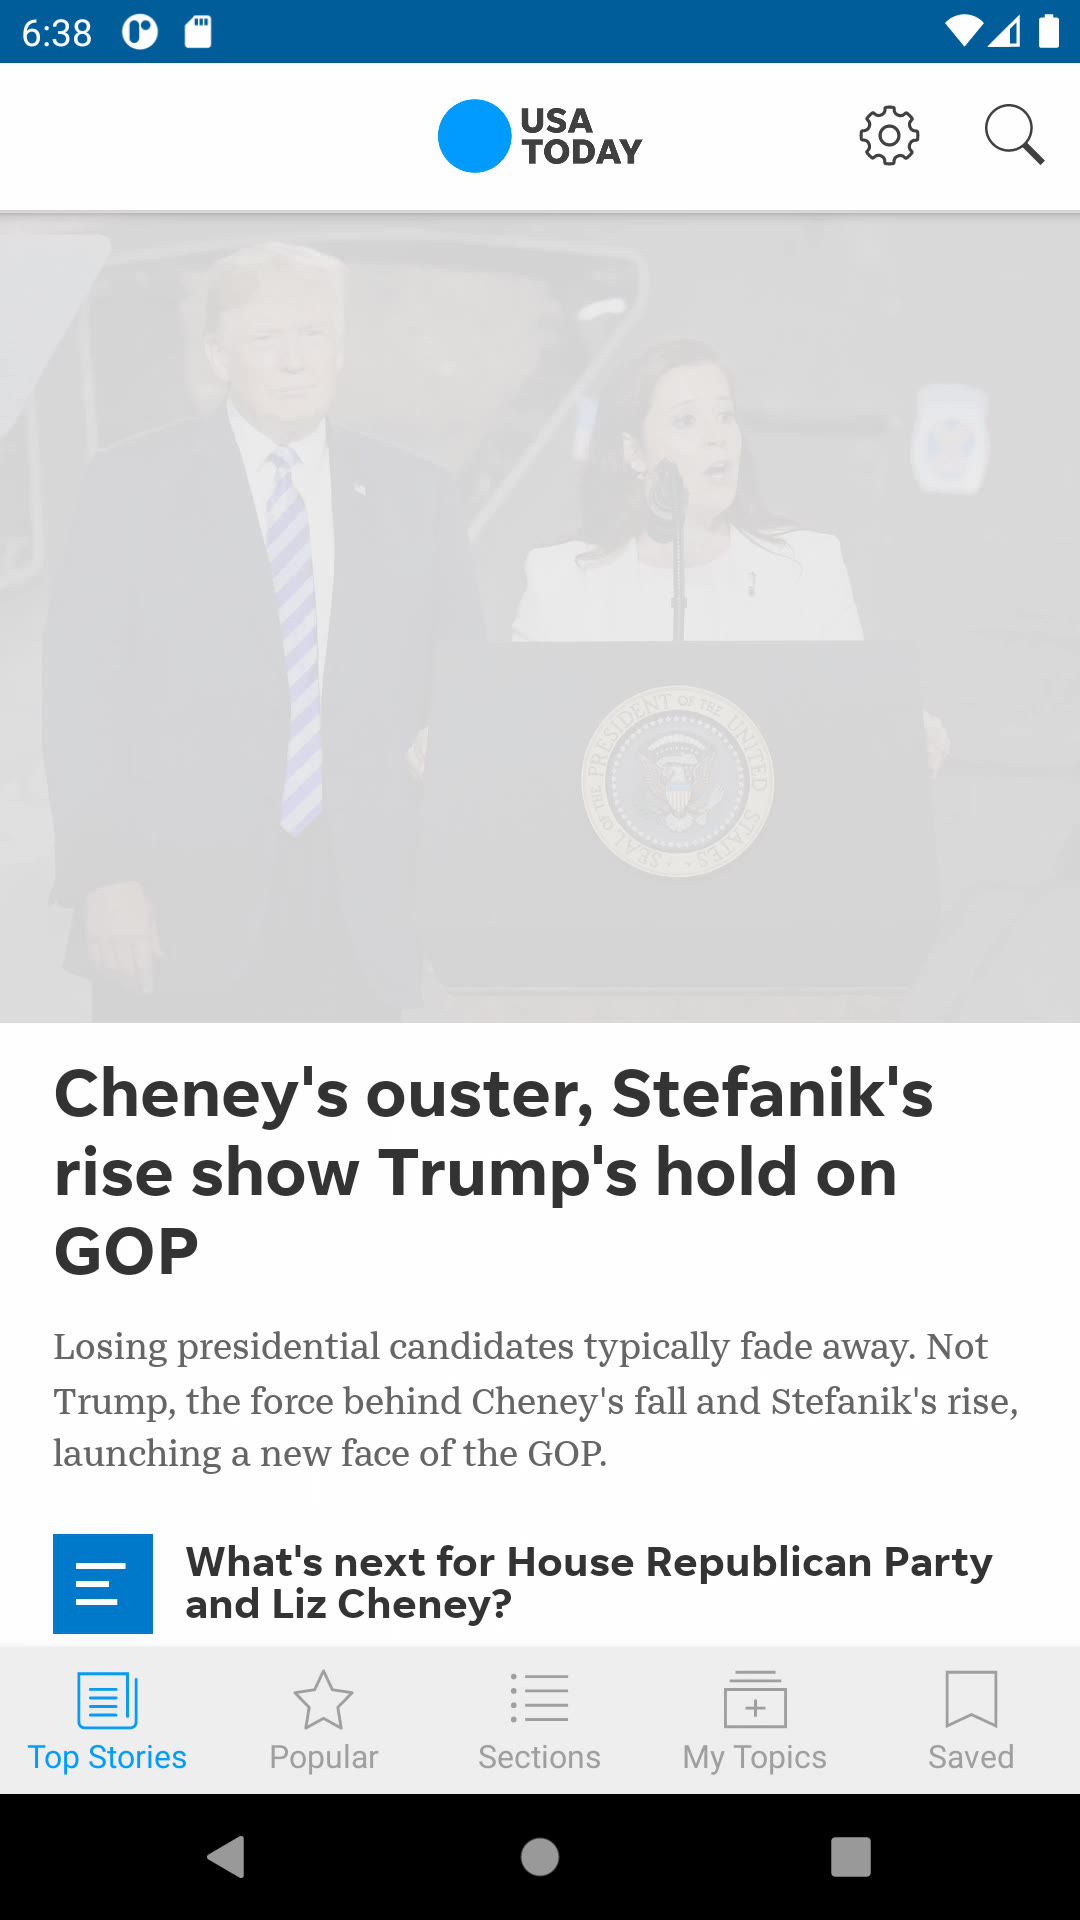 6:38
USA
TODAY
SEAL OF THE PRESIDENT OF THE UNITED STATES
Cheney's ouster, Stefanik's
rise show Trump's hold on
GOP
Losing presidential candidates typically fade away. Not
Trump, the force behind Cheney's fall and Stefanik's rise,
launching a new face of the GOP.
What's next for House Republican Party
and Liz Cheney?
Top Stories
Popular
Sections
My Topics
Saved